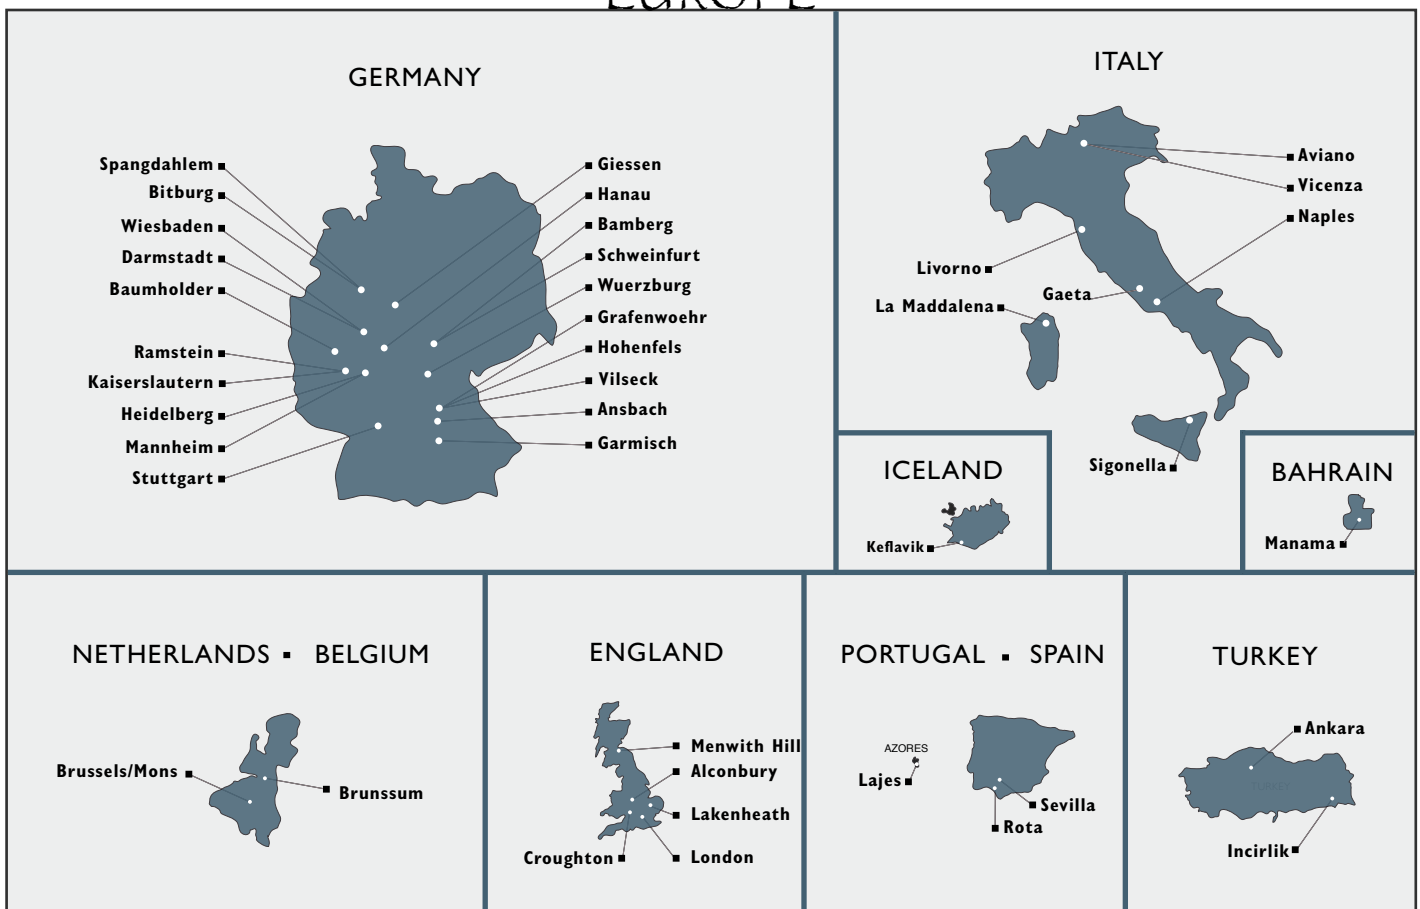 EUROPE
GERMANY
Spangdahlem
Bitburg
Wiesbaden
Darmstadt
Baumholder
Ramstein
Kaiserslautern
Heidelberg
Mannheim
Stuttgart
Giessen
Hanau
Bamberg
Schweinfurt
Wuerzburg
Grafenwoehr
Hohenfels
Vilseck
Ansbach
Garmisch
ITALY
Aviano
Vicenza
Naples
Livorno
Gaeta
La Maddalena
Sigonella
ICELAND
Keflavik
BAHRAIN
Manama
NETHERLANDS ▪ BELGIUM
Brussels/Mons
Brunssum
ENGLAND
Menwith Hill
Alconbury
Lakenheath
Croughton
London
PORTUGAL ▪ SPAIN
AZORES
Lajes
Sevilla
Rota
TURKEY
Ankara
TURKEY
Incirlik